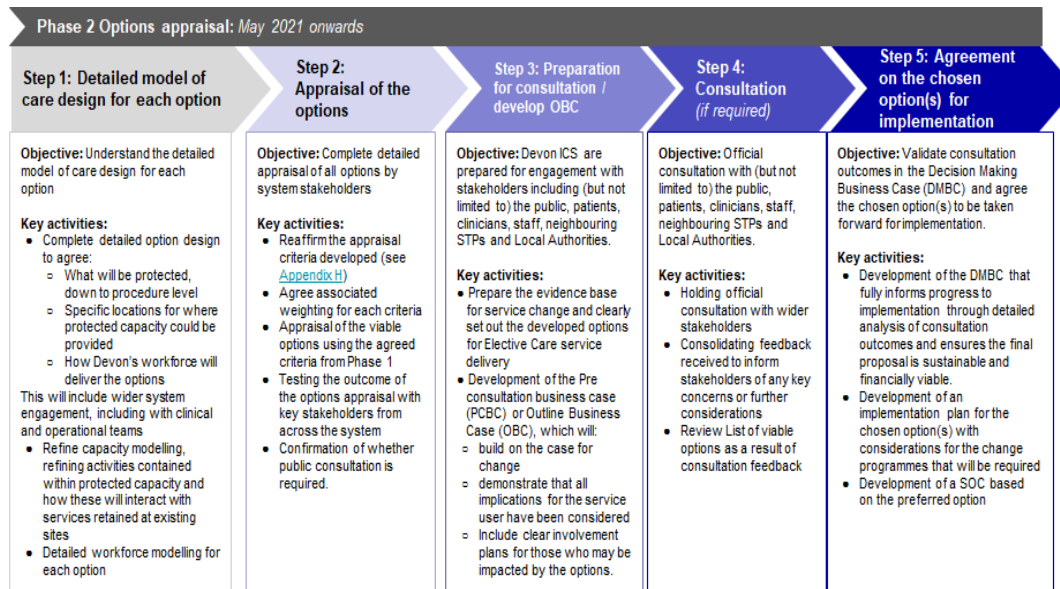 Phase 2 Options appraisal: May 2021 onwards
Step 1: Detailed model of
care design for each option
Step 2:
Appraisal of the
options
Step 3: Preparation
for consultation /
develop OBC
Step 4:
Consultation
(if required)
Step 5: Agreement
on the chosen
option(s) for
implementation
Objective: Understand the detailed
model of care design for each
option
Key activities:
● Complete detailed option design
to agree:
○ What will be protected,
down to procedure level
○ Specific locations for where
protected capacity could be
provided
○ How Devon's workforce will
deliver the options
This will include wider system
engagement, including with clinical
and operational teams
● Refine capacity modelling,
refining activities contained
within protected capacity and
how these will interact with
services retained at existing
sites
● Detailed workforce modelling for
each option
Objective: Complete detailed
appraisal of all options by
system stakeholders
Key activities:
● Reaffirm the appraisal
criteria developed (see
Appendix H)
● Agree associated
weighting for each criteria
● Appraisal of the viable
options using the agreed
criteria from Phase 1
● Testing the outcome of
the options appraisal with
key stakeholders from
across the system
● Confirmation of whether
public consultation is
required.
Objective: Devon ICS are
prepared for engagement with
stakeholders including (but not
limited to) the public, patients,
clinicians, staff, neighbouring
STPs and Local Authorities.
Key activities:
● Prepare the evidence base
for service change and clearly
set out the developed options
for Elective Care service
delivery
● Development of the Pre
consultation business case
(PCBC) or Outline Business
Case (OBC), which will:
○ build on the case for
change
○ demonstrate that all
implications for the service
user have been considered
○ Include clear involvement
plans for those who may be
impacted by the options.
Objective: Official
consultation with (but not
limited to) the public,
patients, clinicians, staff,
neighbouring STPs and
Local Authorities.
Key activities:
● Holding official
consultation with wider
stakeholders
● Consolidating feedback
received to inform
stakeholders of any key
concerns or further
considerations
● Review List of viable
options as a result of
consultation feedback
Objective: Validate consultation
outcomes in the Decision Making
Business Case (DMBC) and agree
the chosen option(s) to be taken
forward for implementation.
Key activities:
● Development of the DMBC that
fully informs progress to
implementation through detailed
analysis of consultation
outcomes and ensures the final
proposal is sustainable and
financially viable.
● Development of an
implementation plan for the
chosen option(s) with
considerations for the change
programmes that will be required
● Development of a SOC based
on the preferred option